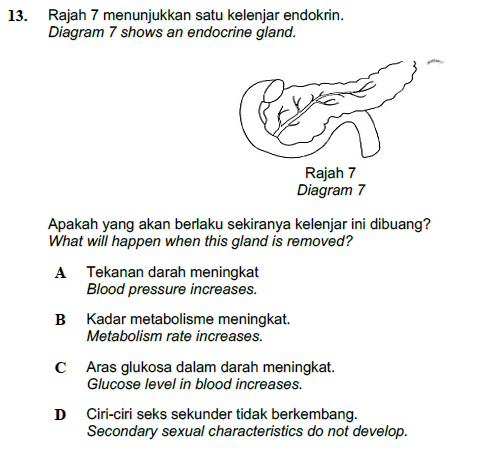 13. Rajah 7 menunjukkan satu kelenjar endokrin.
Diagram 7 shows an endocrine gland.
Rajah 7
Diagram 7
Apakah yang akan berlaku sekiranya kelenjar ini dibuang?
What will happen when this gland is removed?
A Tekanan darah meningkat
Blood pressure increases.
B Kadar metabolisme meningkat.
Metabolism rate increases.
C Aras glukosa dalam darah meningkat.
Glucose level in blood increases.
D Ciri-ciri seks sekunder tidak berkembang.
Secondary sexual characteristics do not develop.